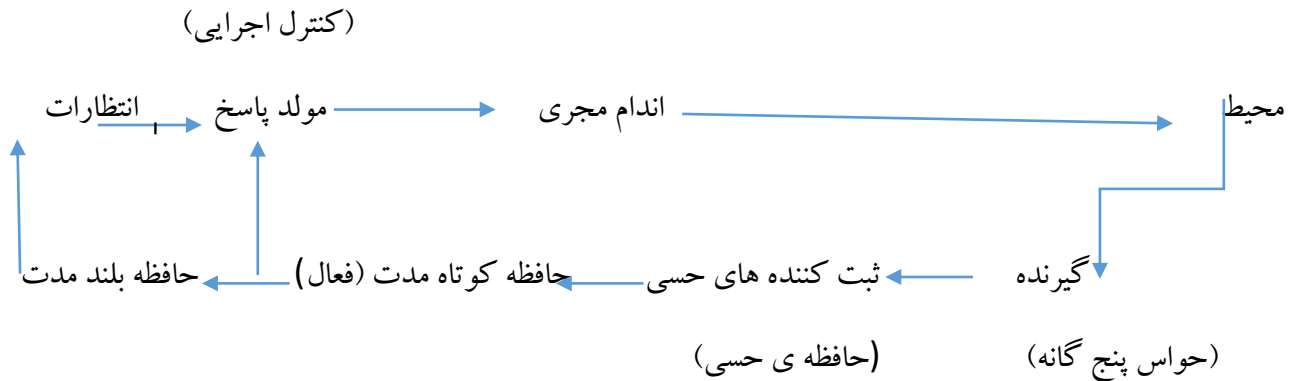 (کنترل اجرایی)
محیط اندام مجری مولد پاسخ انتظارات
گیرنده ثبت کننده های حسی حافظه کوتاه مدت (فعال) حافظه بلند مدت
(حواس پنج گانه) (حافظه ی حسی)